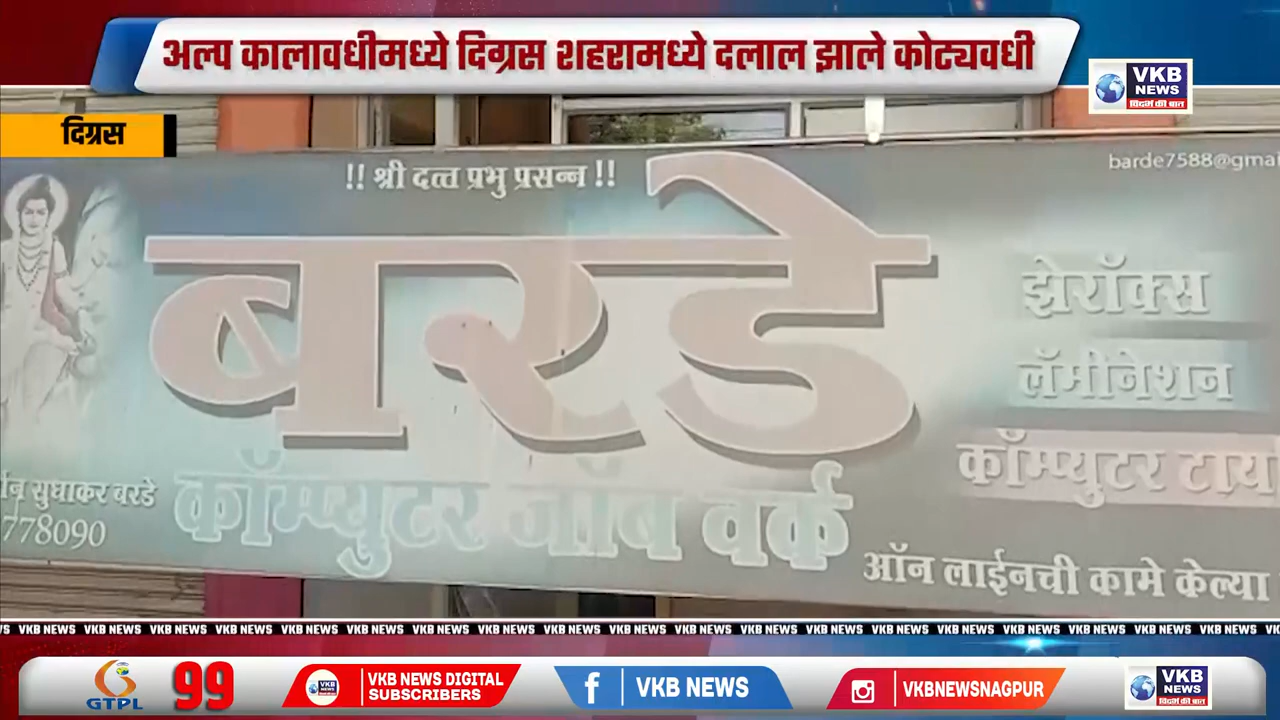 अल्प कालावधीमध्ये दिग्रस शहरामध्ये दलाल झाले कोट्यवधी
VKB NEWS
विदर्भ की बात
दिग्रस
!! श्री दत्त प्रभु प्रसन्न !!
barde7588@gmai
बरडे
झेरॉक्स
लॅमीनेशन
कॉम्प्युटर टाय
सुधाकर बरडे
778090
कॉम्प्युटर जॉब वर्क
ऑन लाईनची कामे केल्या
VKB NEWS VKB NEWS VKB NEWS VKB NEWS VKB NEWS VKB NEWS VKB NEWS VKB NEWS VKB NEWS VKB NEWS VKB NEWS VKB NEWS VKB NEWS VKB NEWS VKB NEWS VKB NEWS VKB NEWS VKB NEWS VKB NEWS
GTPL 99 VKB NEWS DIGITAL SUBSCRIBERS VKB NEWS VKBNEWSNAGPUR VKB NEWS विदर्भ की बात